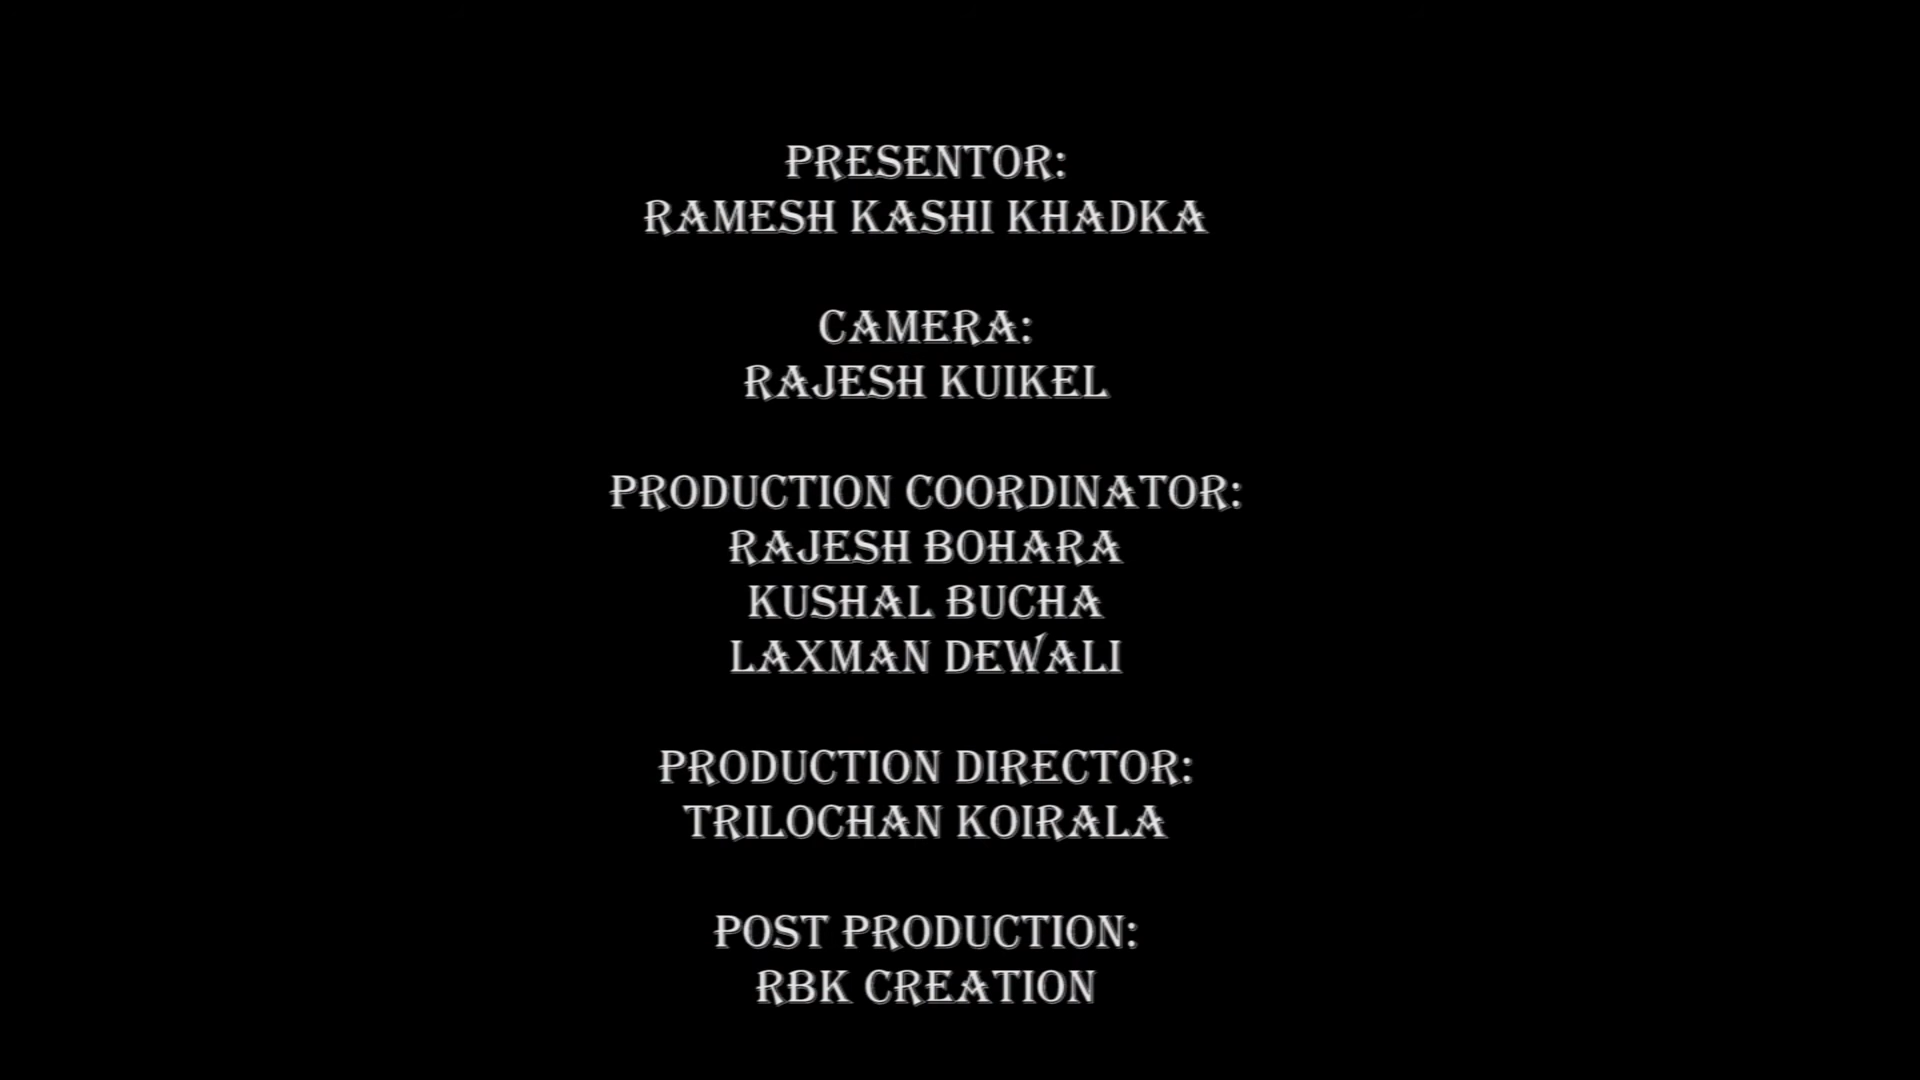 PRESENTOR:
RAMESH KASHI KHADKA
CAMERA:
RAJESH KUIKEL
PRODUCTION COORDINATOR:
RAJESH BOHARA
KUSHAL BUCHA
LAXMAN DEWALI
PRODUCTION DIRECTOR:
TRILOCHAN KOIRALA
POST PRODUCTION:
RBK CREATION